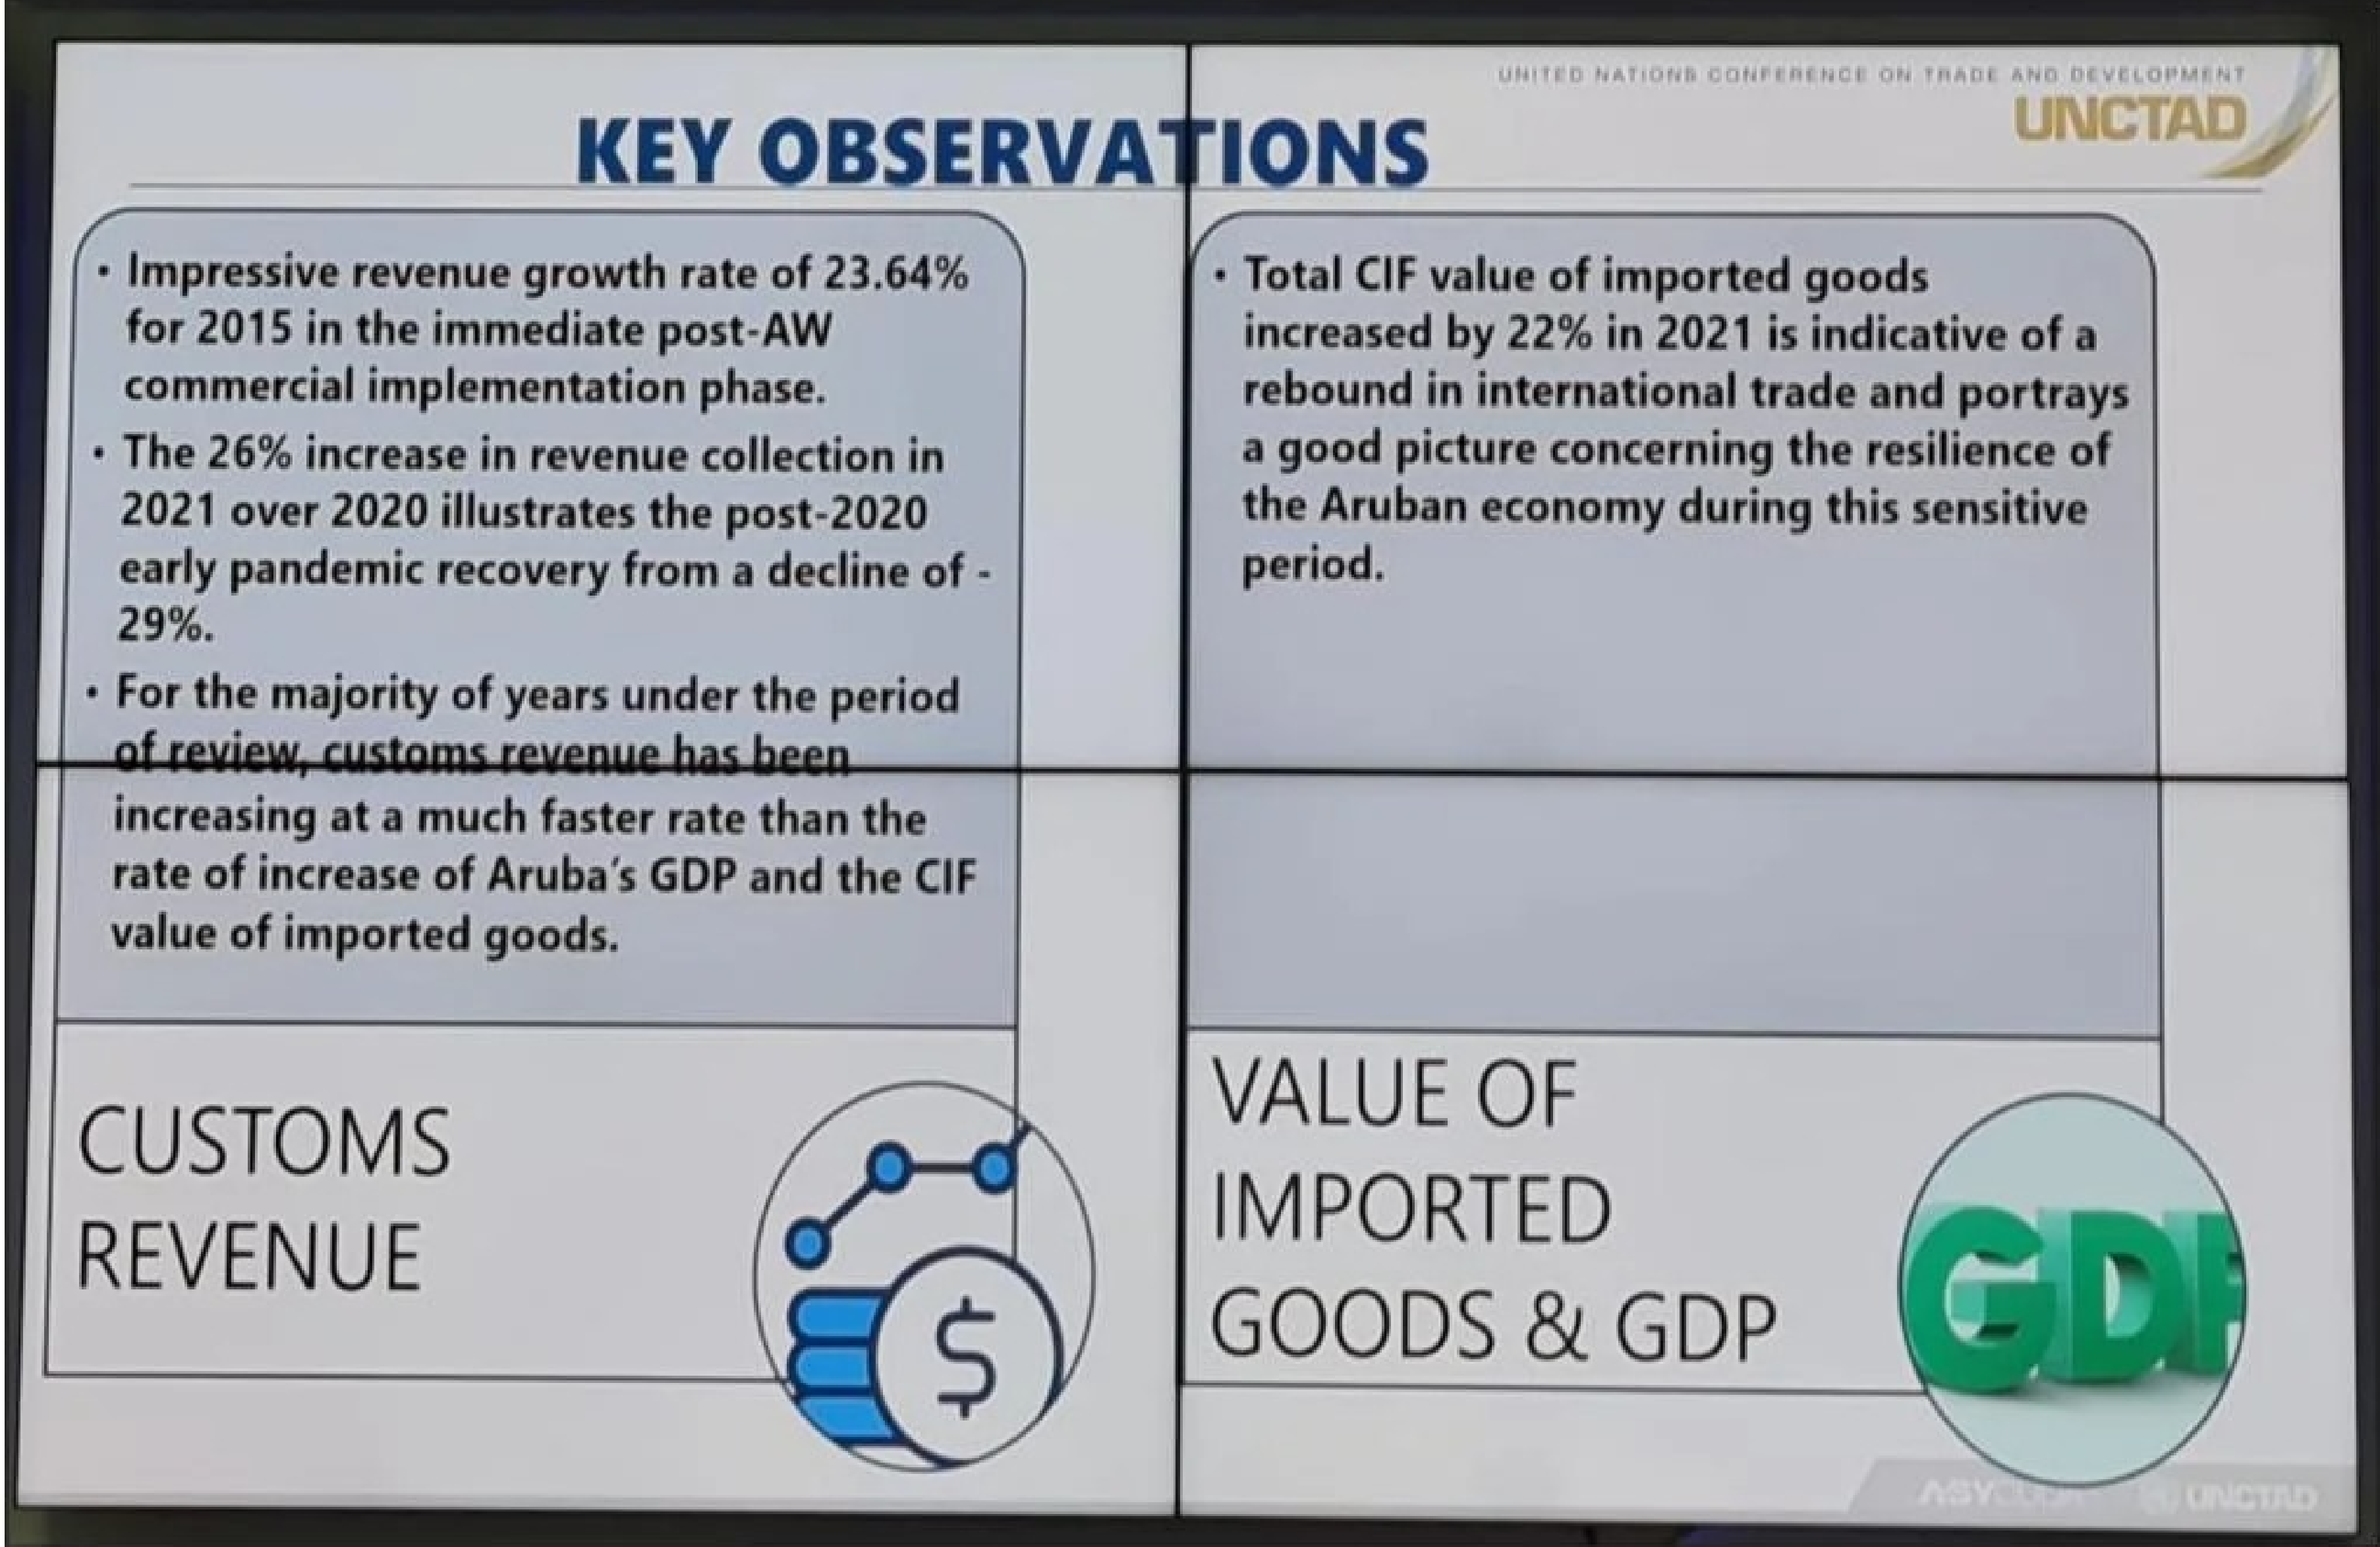 UNITED NATIONS CONFERENCE ON TRADE AND DEVELOPMENT
UNCTAD
KEY OBSERVATIONS
• Impressive revenue growth rate of 23.64%
for 2015 in the immediate post-AW
commercial implementation phase.
• The 26% increase in revenue collection in
2021 over 2020 illustrates the post-2020
early pandemic recovery from a decline of -
29%.
• For the majority of years under the period
of review, customs revenue has been
increasing at a much faster rate than the
rate of increase of Aruba's GDP and the CIF
value of imported goods.
CUSTOMS
REVENUE
$
• Total CIF value of imported goods
increased by 22% in 2021 is indicative of a
rebound in international trade and portrays
a good picture concerning the resilience of
the Aruban economy during this sensitive
period.
VALUE OF
IMPORTED
GOODS & GDP
GDP
UNCTAD